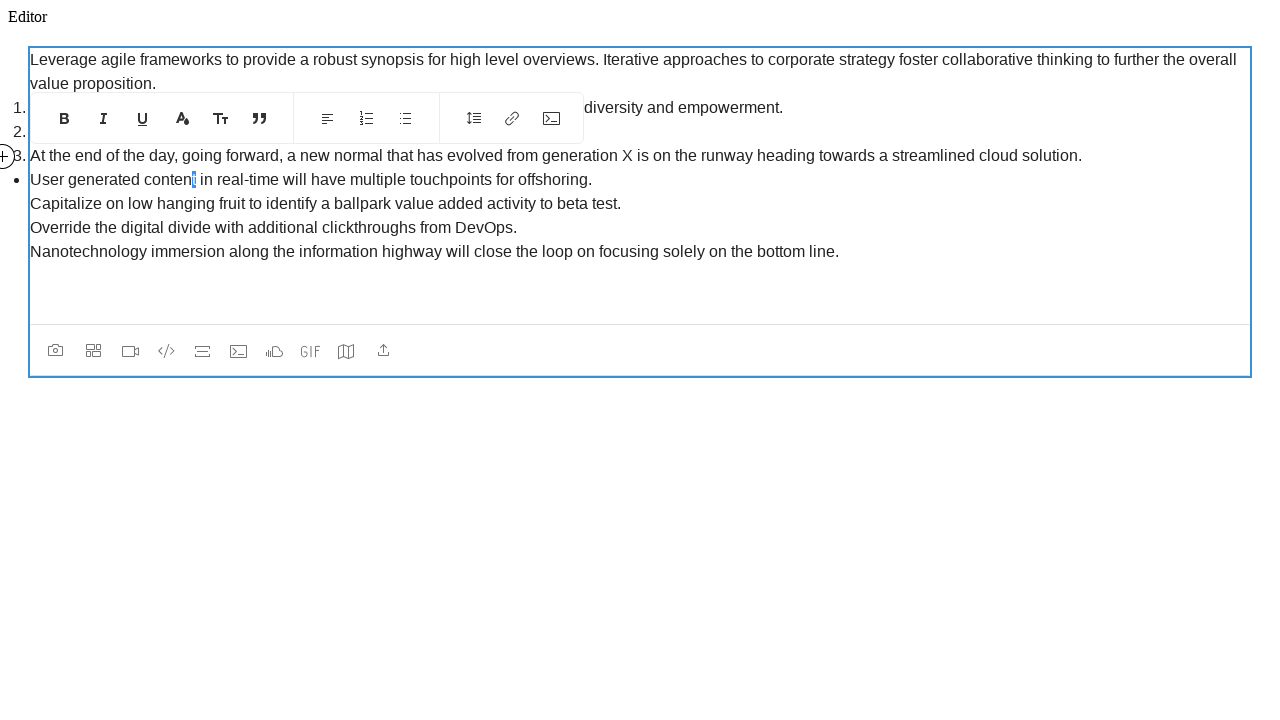 Editor
Leverage agile frameworks to provide a robust synopsis for high level overviews. Iterative approaches to corporate strategy foster collaborative thinking to further the overall
value proposition.
1. diversity and empowerment.
2.
3. At the end of the day, going forward, a new normal that has evolved from generation X is on the runway heading towards a streamlined cloud solution.
• User generated content in real-time will have multiple touchpoints for offshoring.
Capitalize on low hanging fruit to identify a ballpark value added activity to beta test.
Override the digital divide with additional clickthroughs from DevOps.
Nanotechnology immersion along the information highway will close the loop on focusing solely on the bottom line.
GIF